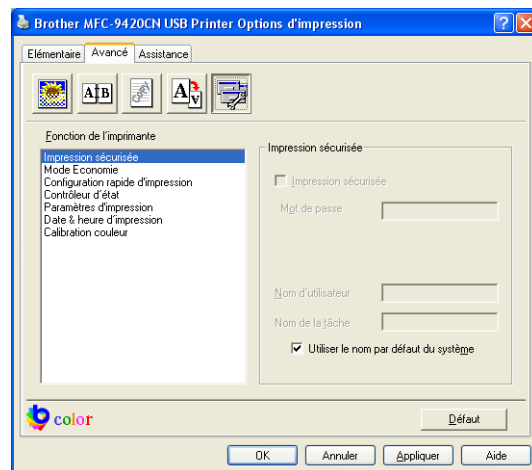 Brother MFC-9420CN USB Printer Options d'impression
Elémentaire Avancé Assistance
A B
A V
Fonction de l'imprimante
Impression sécurisée
Mode Economie
Configuration rapide d'impression
Contrôleur d'état
Paramètres d'impression
Date & heure d'impression
Calibration couleur
Impression sécurisée
Impression sécurisée
Mot de passe
Nom d'utilisateur
Nom de la tâche
Utiliser le nom par défaut du système
color
Défaut
OK Annuler Appliquer Aide